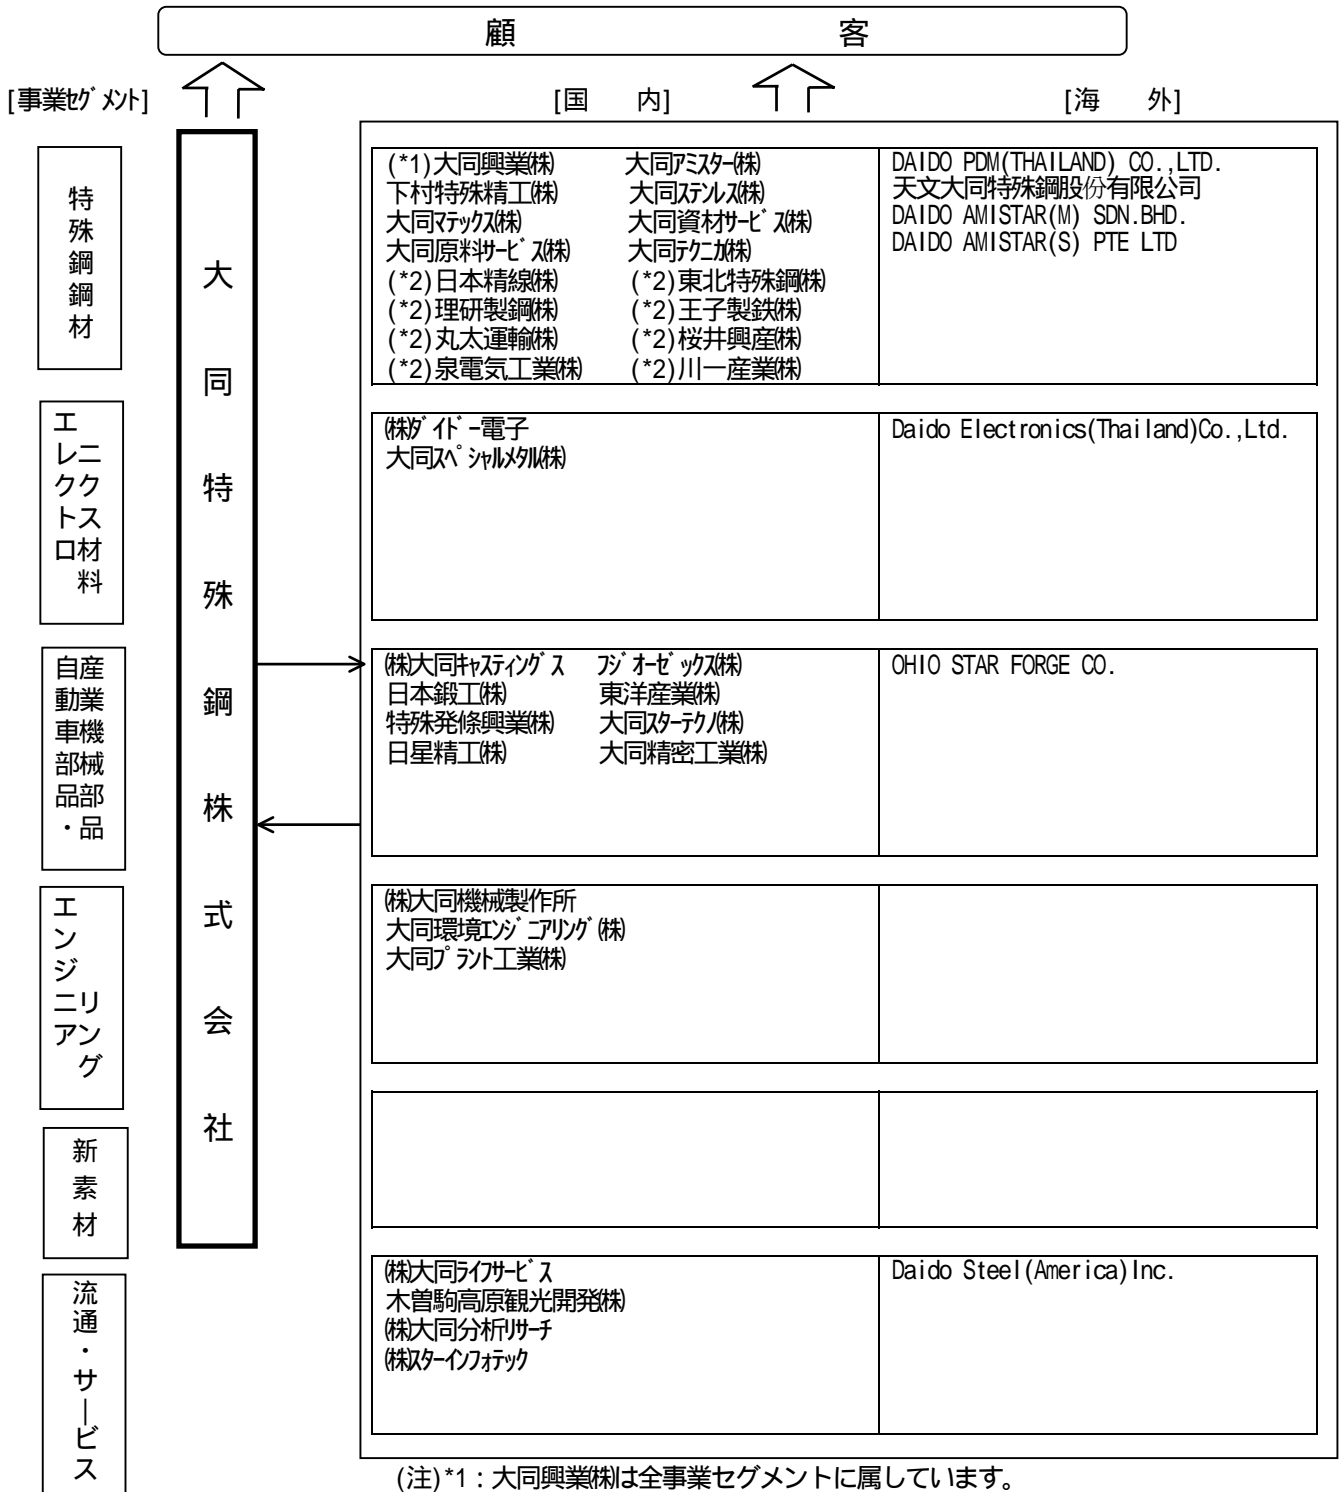 顧 客
[事業セグメント] [国 内] [海 外]
大同特殊鋼株式会社
特殊鋼鋼材
(*1)大同興業㈱ 大同アミスター㈱
下村特殊精工㈱ 大同ステンレス㈱
大同マテックス㈱ 大同資材サービス㈱
大同原料サービス㈱ 大同テクニカ㈱
(*2)日本精線㈱ (*2)東北特殊鋼㈱
(*2)理研製鋼㈱ (*2)王子製鉄㈱
(*2)丸太運輸㈱ (*2)桜井興産㈱
(*2)泉電気工業㈱ (*2)川一産業㈱
DAIDO PDM(THAILAND) CO.,LTD.
天文大同特殊鋼股份有限公司
DAIDO AMISTAR(M) SDN.BHD.
DAIDO AMISTAR(S) PTE LTD
エレクトロ
ニクス材料
㈱ダイドー電子
大同スペシャルメタル㈱
Daido Electronics(Thailand)Co.,Ltd.
自動車部品・
産業機械部品
㈱大同キャスティングス フジオーゼックス㈱
日本鍛工㈱ 東洋産業㈱
特殊発條興業㈱ 大同スターテクノ㈱
日星精工㈱ 大同精密工業㈱
OHIO STAR FORGE CO.
エンジニア
リング
㈱大同機械製作所
大同環境エンジニアリング㈱
大同プラント工業㈱
新素材
流通・サービス
㈱大同ライフサービス
木曽駒高原観光開発㈱
㈱大同分析リサーチ
㈱スターインフォテック
Daido Steel(America)Inc.
(注)*1：大同興業㈱は全事業セグメントに属しています。